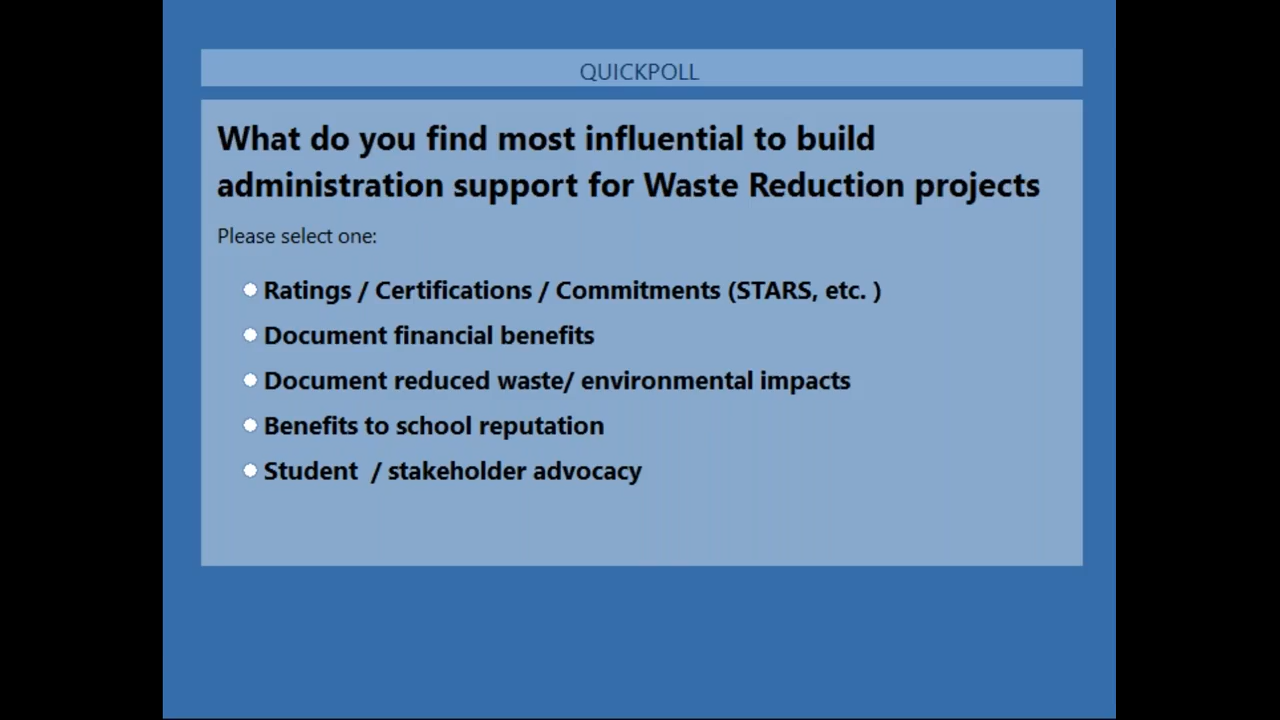 QUICKPOLL
What do you find most influential to build
administration support for Waste Reduction projects
Please select one:
Ratings / Certifications / Commitments (STARS, etc. )
Document financial benefits
Document reduced waste/ environmental impacts
Benefits to school reputation
Student  / stakeholder advocacy